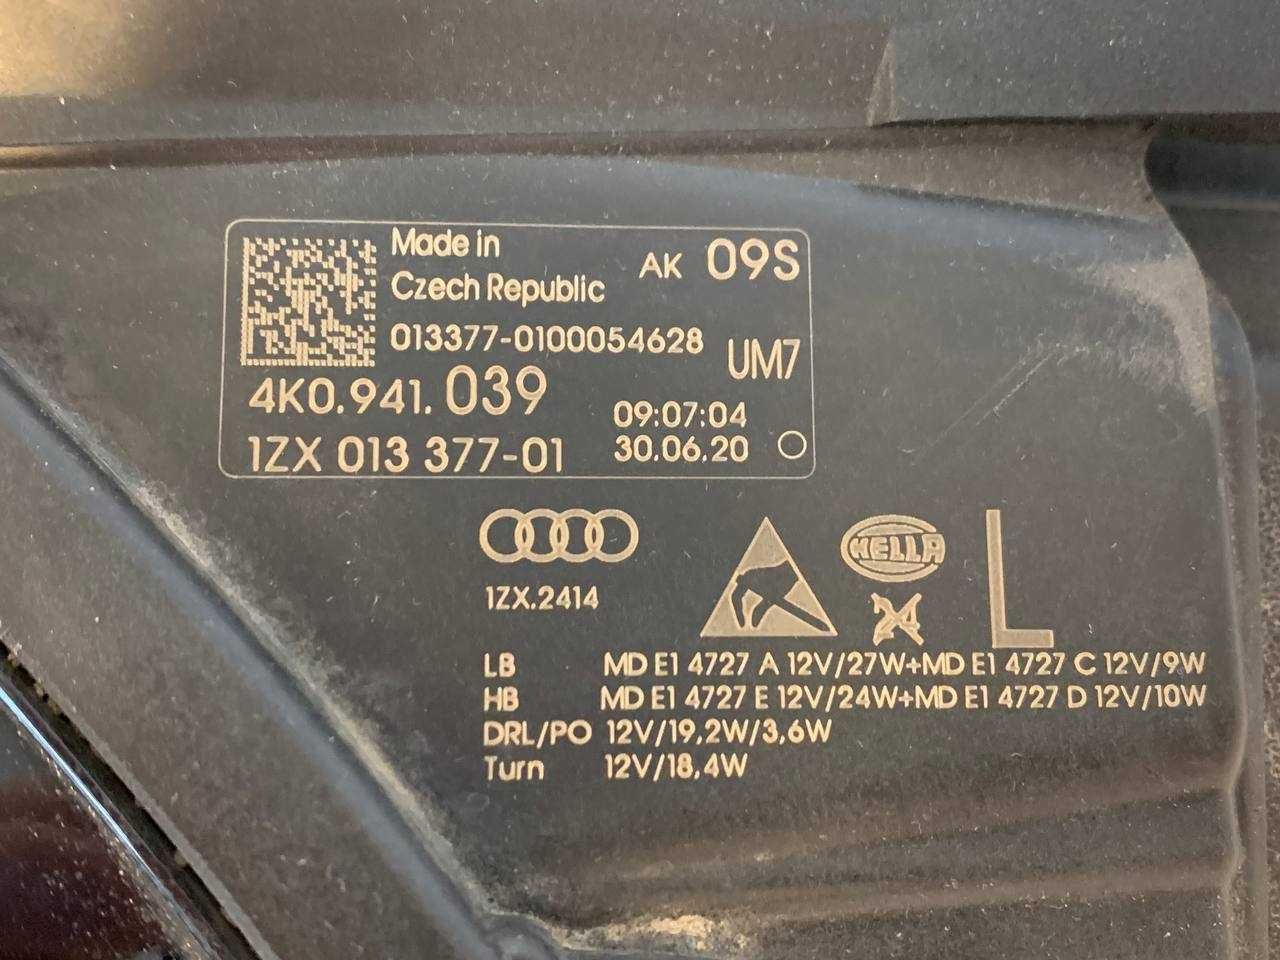 Made in
Czech Republic
AK 09S
013377-0100054628
UM7
4K0.941.039
09:07:04
1ZX 013 377-01
30.06.20
1ZX.2414
HELLA
24
L
LB MD E1 4727 A 12V/27W+MD E1 4727 C 12V/9W
HB MD E1 4727 E 12V/24W+MD E1 4727 D 12V/10W
DRL/PO 12V/19,2W/3,6W
Turn 12V/18,4W